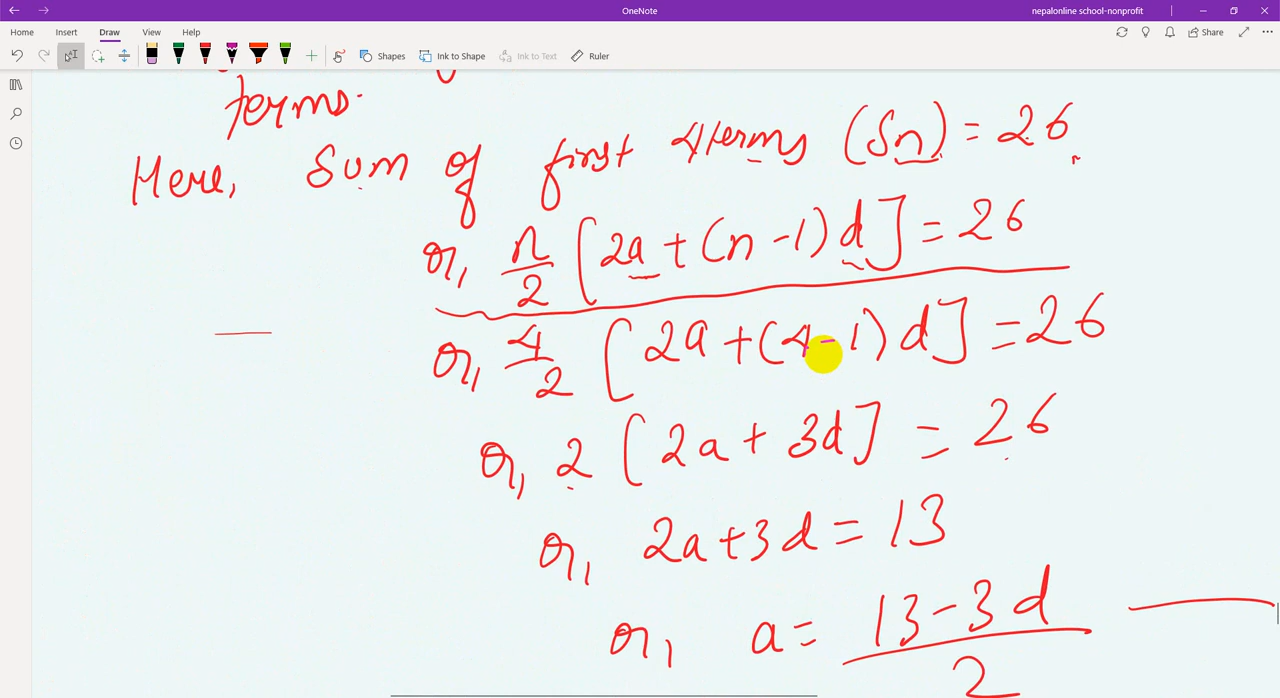 OneNote
nepalonline school-nonprofit
Home Insert Draw View Help
Shapes Ink to Shape Ink to Text Ruler Share
terms.
Here, Sum of first 4 terms (Sn) = 26
or, n/2 [2a + (n - 1) d] = 26
or, 4/2 [2a + (4 - 1) d] = 26
or, 2 [2a + 3d] = 26
or, 2a + 3d = 13
or, a = 13 - 3d / 2